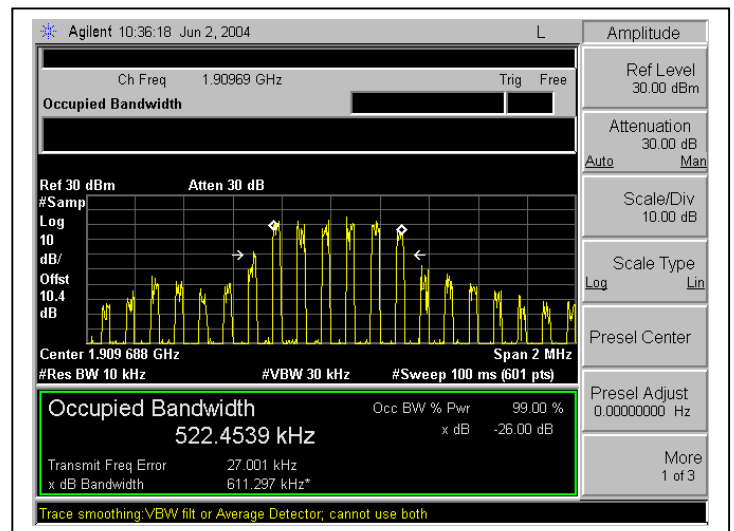 Agilent 10:36:18 Jun 2, 2004 L
Ch Freq 1.90969 GHz Trig Free
Occupied Bandwidth
Ref 30 dBm Atten 30 dB
#Samp
Log
10
dB/
Offst
10.4
dB
Center 1.909 688 GHz Span 2 MHz
#Res BW 10 kHz #VBW 30 kHz #Sweep 100 ms (601 pts)
Occupied Bandwidth Occ BW % Pwr 99.00 %
522.4539 kHz x dB -26.00 dB
Transmit Freq Error 27.001 kHz
x dB Bandwidth 611.297 kHz*
Trace smoothing:VBW filt or Average Detector; cannot use both
Amplitude
Ref Level
30.00 dBm
Attenuation
30.00 dB
Auto Man
Scale/Div
10.00 dB
Scale Type
Log Lin
Presel Center
Presel Adjust
0.00000000 Hz
More
1 of 3